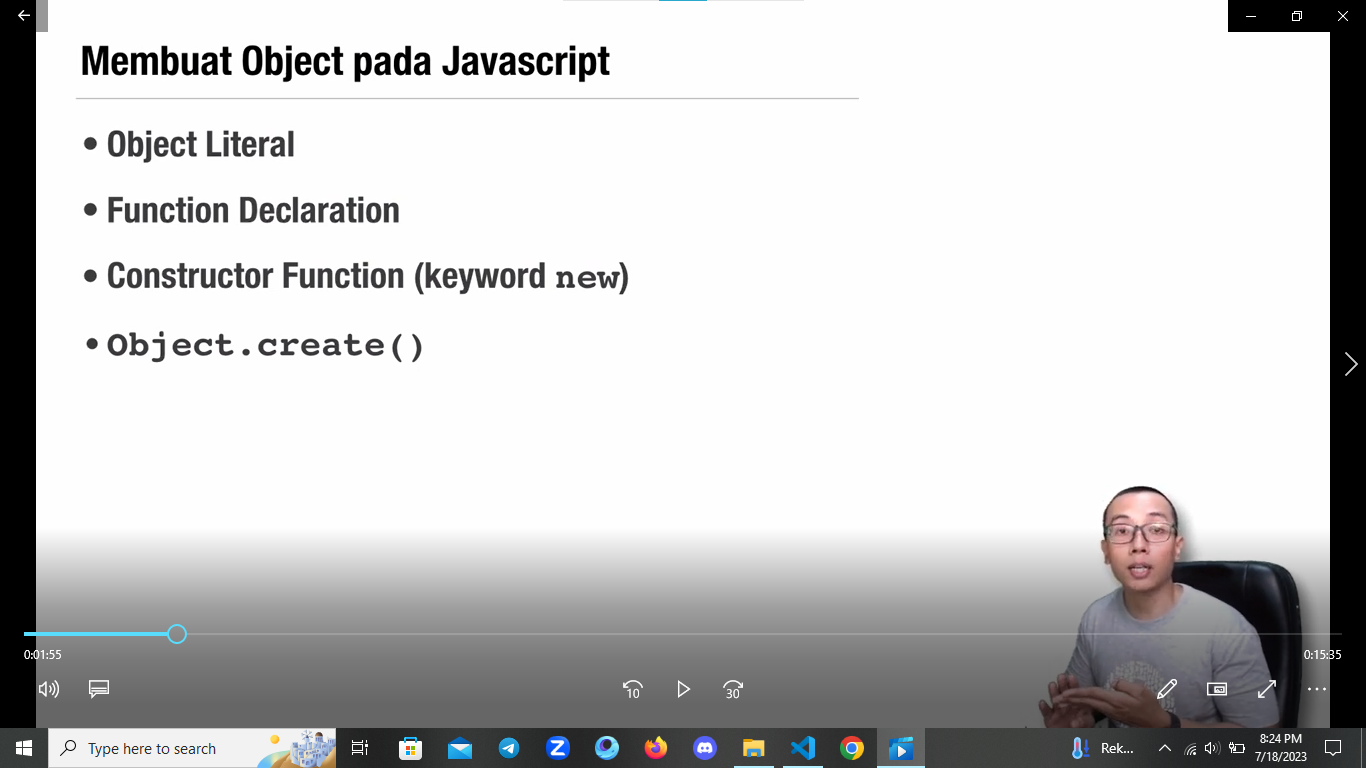 Membuat Object pada Javascript
• Object Literal
• Function Declaration
• Constructor Function (keyword new)
• Object.create()
0:01:55
0:15:35
10
30
Type here to search
Rek...
8:24 PM
7/18/2023